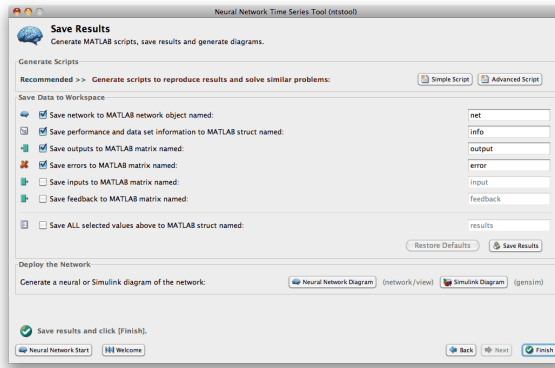 Neural Network Time Series Tool (ntstool)
Save Results
Generate MATLAB scripts, save results and generate diagrams.
Generate Scripts
Recommended >> Generate scripts to reproduce results and solve similar problems:
Simple Script
Advanced Script
Save Data to Workspace
Save network to MATLAB network object named:
net
Save performance and data set information to MATLAB struct named:
info
Save outputs to MATLAB matrix named:
output
Save errors to MATLAB matrix named:
error
Save inputs to MATLAB matrix named:
input
Save feedback to MATLAB matrix named:
feedback
Save ALL selected values above to MATLAB struct named:
results
Restore Defaults
Save Results
Deploy the Network
Generate a neural or Simulink diagram of the network:
Neural Network Diagram
(network/view)
Simulink Diagram
(gensim)
Save results and click [Finish].
Neural Network Start
Welcome
Back
Next
Finish